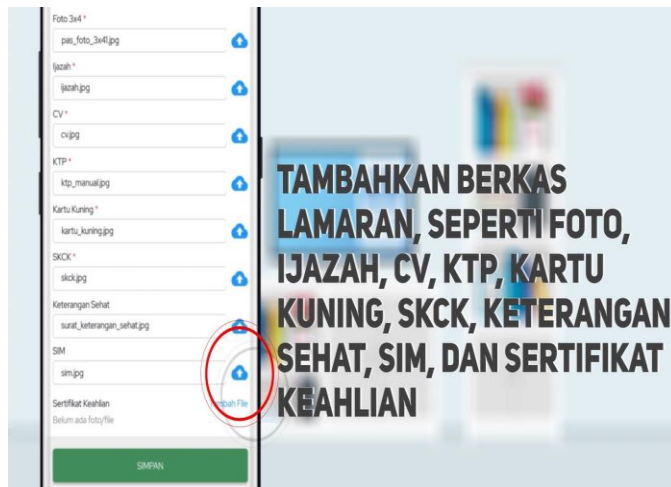 Foto 3x4 *
pas_foto_3x4l.jpg
Ijazah *
ijazah.jpg
CV *
cv.jpg
KTP *
ktp_manual.jpg
Kartu Kuning *
kartu_kuning.jpg
SKCK *
skck.jpg
Keterangan Sehat
surat_keterangan_sehat.jpg
SIM
sim.jpg
Sertifikat Keahlian
File
Belum ada foto/file
SIMPAN
TAMBAHKAN BERKAS
LAMARAN, SEPERTI FOTO,
IJAZAH, CV, KTP, KARTU
KUNING, SKCK, KETERANGAN
SEHAT, SIM, DAN SERTIFIKAT
KEAHLIAN